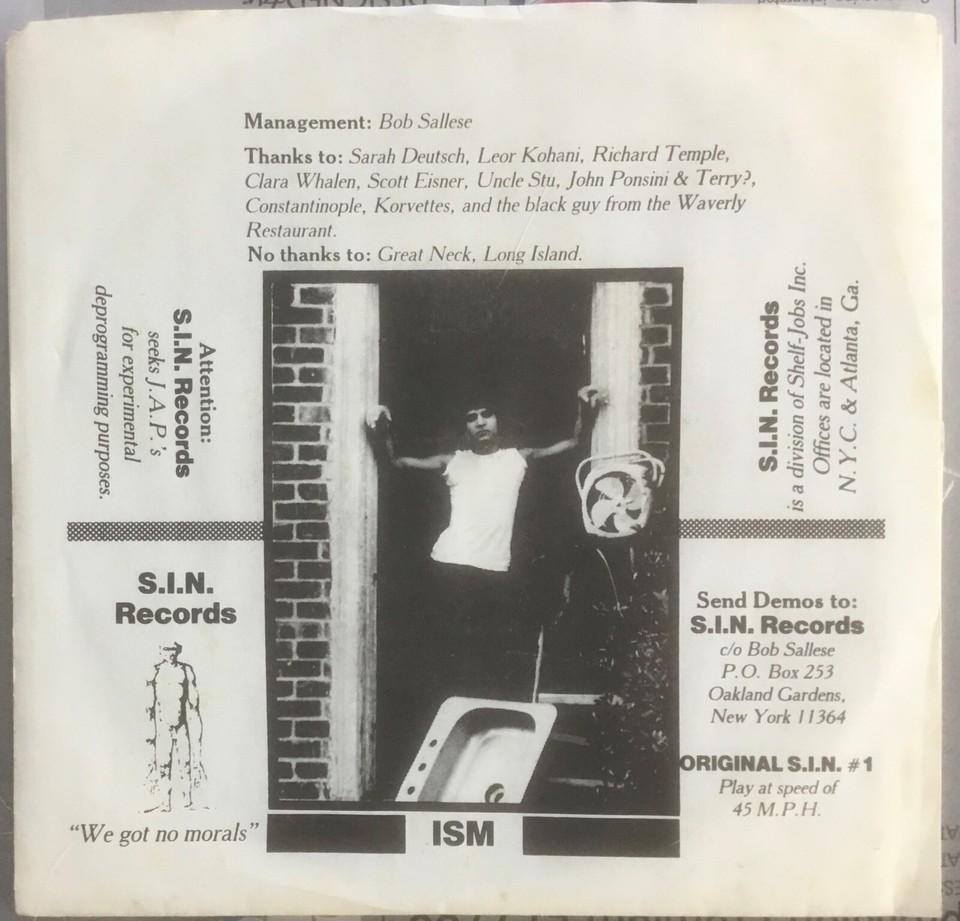 Management: Bob Sallese
Thanks to: Sarah Deutsch, Leor Kohani, Richard Temple,
Clara Whalen, Scott Eisner, Uncle Stu, John Ponsini & Terry?,
Constantinople, Korvettes, and the black guy from the Waverly
Restaurant.
No thanks to: Great Neck, Long Island.
Attention:
S.I.N. Records
seeks J.A.P.'s
for experimental
deprogramming purposes.
S.I.N. Records
is a division of Shelf-Jobs Inc.
Offices are located in
N.Y.C. & Atlanta, Ga.
S.I.N.
Records
"We got no morals"
ISM
Send Demos to:
S.I.N. Records
c/o Bob Sallese
P.O. Box 253
Oakland Gardens,
New York 11364
ORIGINAL S.I.N. #1
Play at speed of
45 M.P.H.